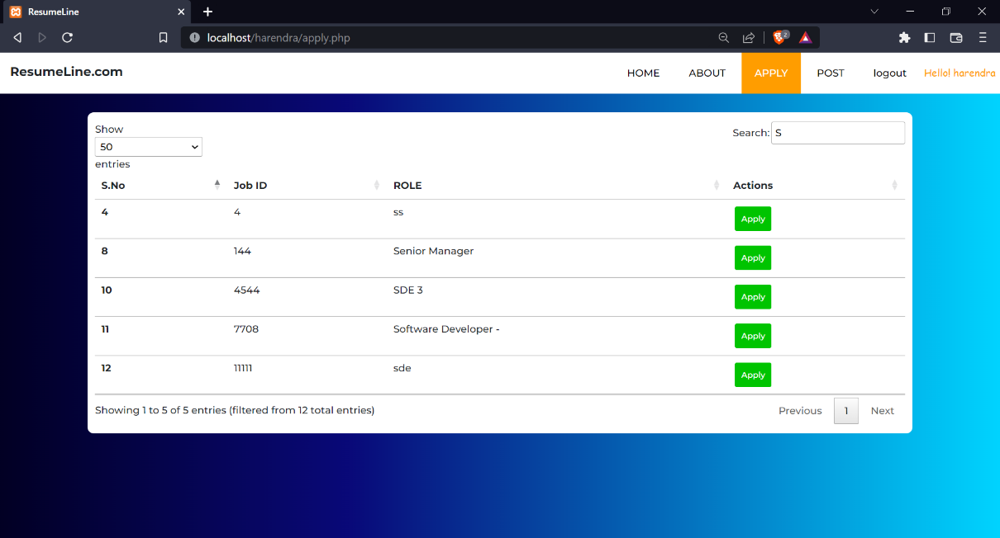 ResumeLine
localhost/harendra/apply.php
2
ResumeLine.com
HOME ABOUT APPLY POST logout Hello! harendra
Show
50
entries
Search: S
S.No Job ID ROLE Actions
4 4 ss Apply
8 144 Senior Manager Apply
10 4544 SDE 3 Apply
11 7708 Software Developer - Apply
12 11111 sde Apply
Showing 1 to 5 of 5 entries (filtered from 12 total entries)
Previous 1 Next